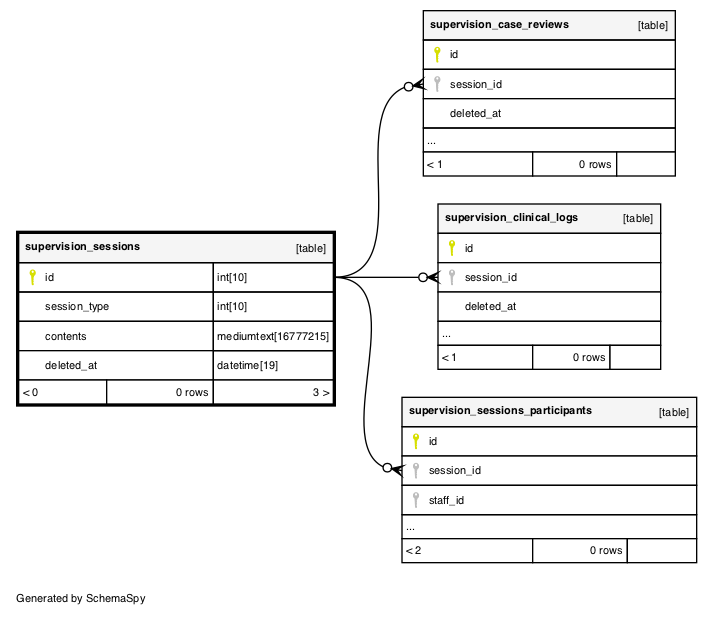 supervision_case_reviews [table]
id
session_id
deleted_at
...
< 1 0 rows
supervision_clinical_logs [table]
id
session_id
deleted_at
...
< 1 0 rows
supervision_sessions [table]
id int[10]
session_type int[10]
contents mediumtext[16777215]
deleted_at datetime[19]
< 0 0 rows 3 >
supervision_sessions_participants [table]
id
session_id
staff_id
...
< 2 0 rows
Generated by SchemaSpy